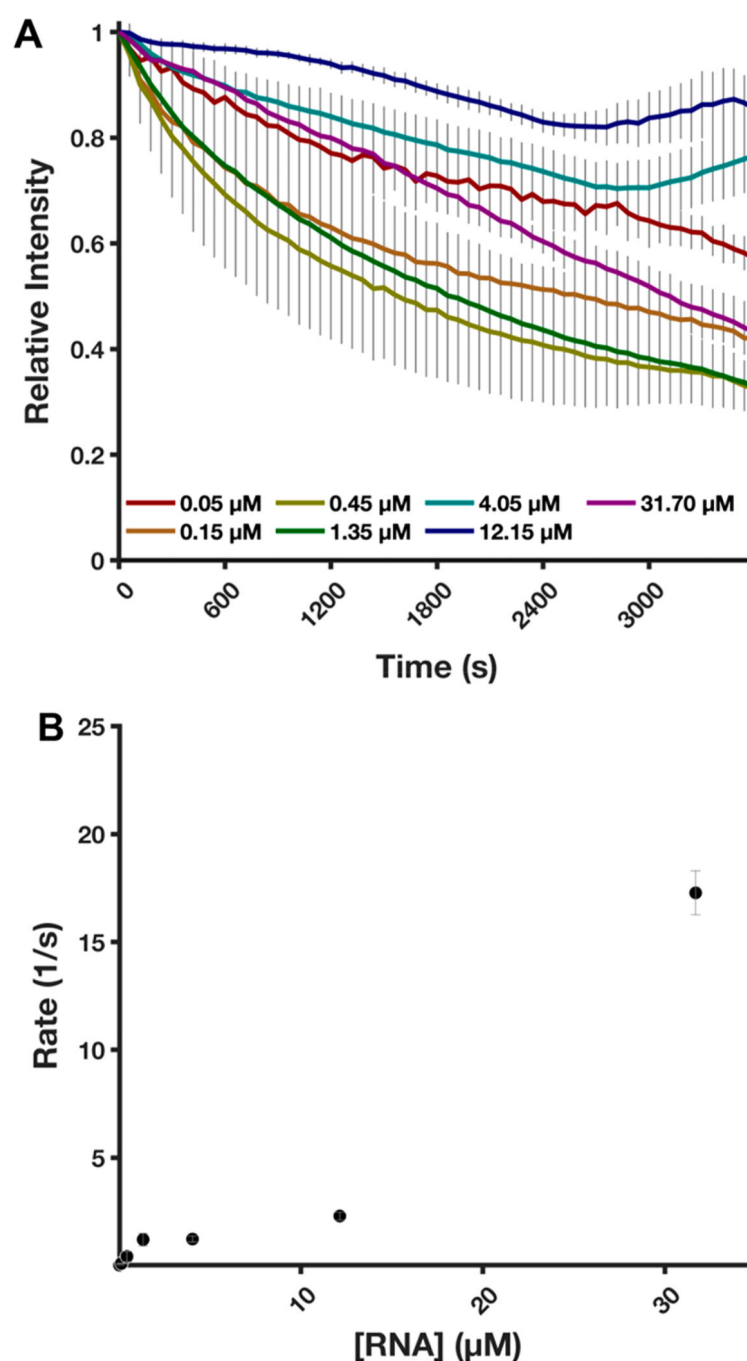 A
1
0.8
0.6
0.4
0.2
0
Relative Intensity
0.05 µM 0.45 µM 4.05 µM 31.70 µM
0.15 µM 1.35 µM 12.15 µM
0 600 1200 1800 2400 3000
Time (s)
B
25
20
15
10
5
Rate (1/s)
10 20 30
[RNA] (µM)